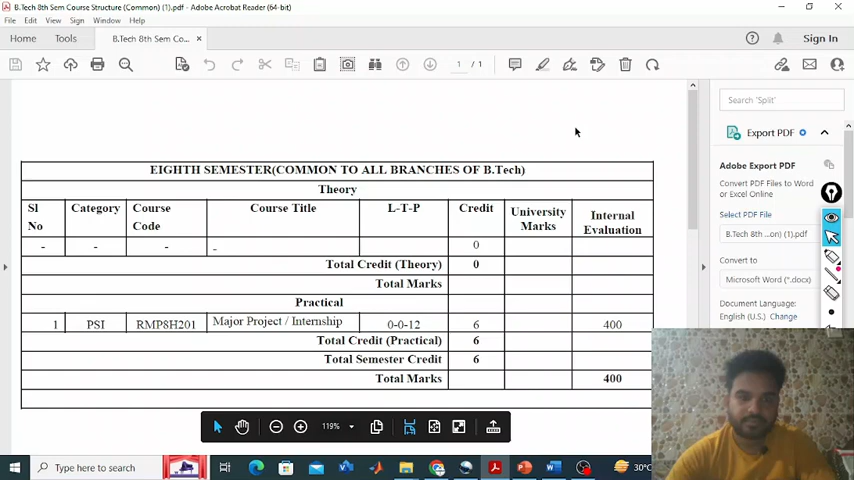 B.Tech 8th Sem Course Structure (Common) (1).pdf - Adobe Acrobat Reader (64-bit)
File Edit View Sign Window Help
Home Tools B.Tech 8th Sem Co... × Sign In
1 / 1
Search 'Split'
Export PDF
Adobe Export PDF
Convert PDF Files to Word
or Excel Online
Select PDF File
B.Tech 8th ...on) (1).pdf
Convert to
Microsoft Word (*.docx)
Document Language:
English (U.S.) Change
EIGHTH SEMESTER(COMMON TO ALL BRANCHES OF B.Tech)
Theory
Sl No Category Course Code Course Title L-T-P Credit University Marks Internal Evaluation
- - - - 0
Total Credit (Theory) 0
Total Marks
Practical
1 PSI RMP8H201 Major Project / Internship 0-0-12 6 400
Total Credit (Practical) 6
Total Semester Credit 6
Total Marks 400
119%
Type here to search 30°C